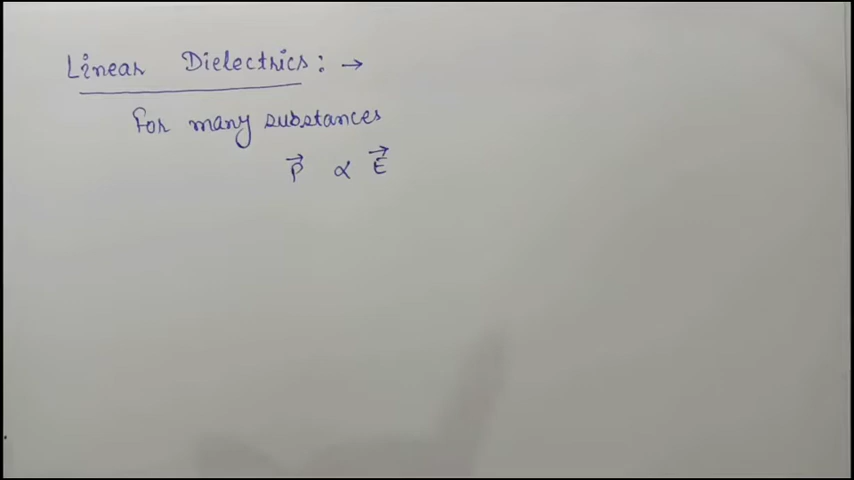 Linear Dielectrics : →
For many substances
P⃗ ∝ E⃗